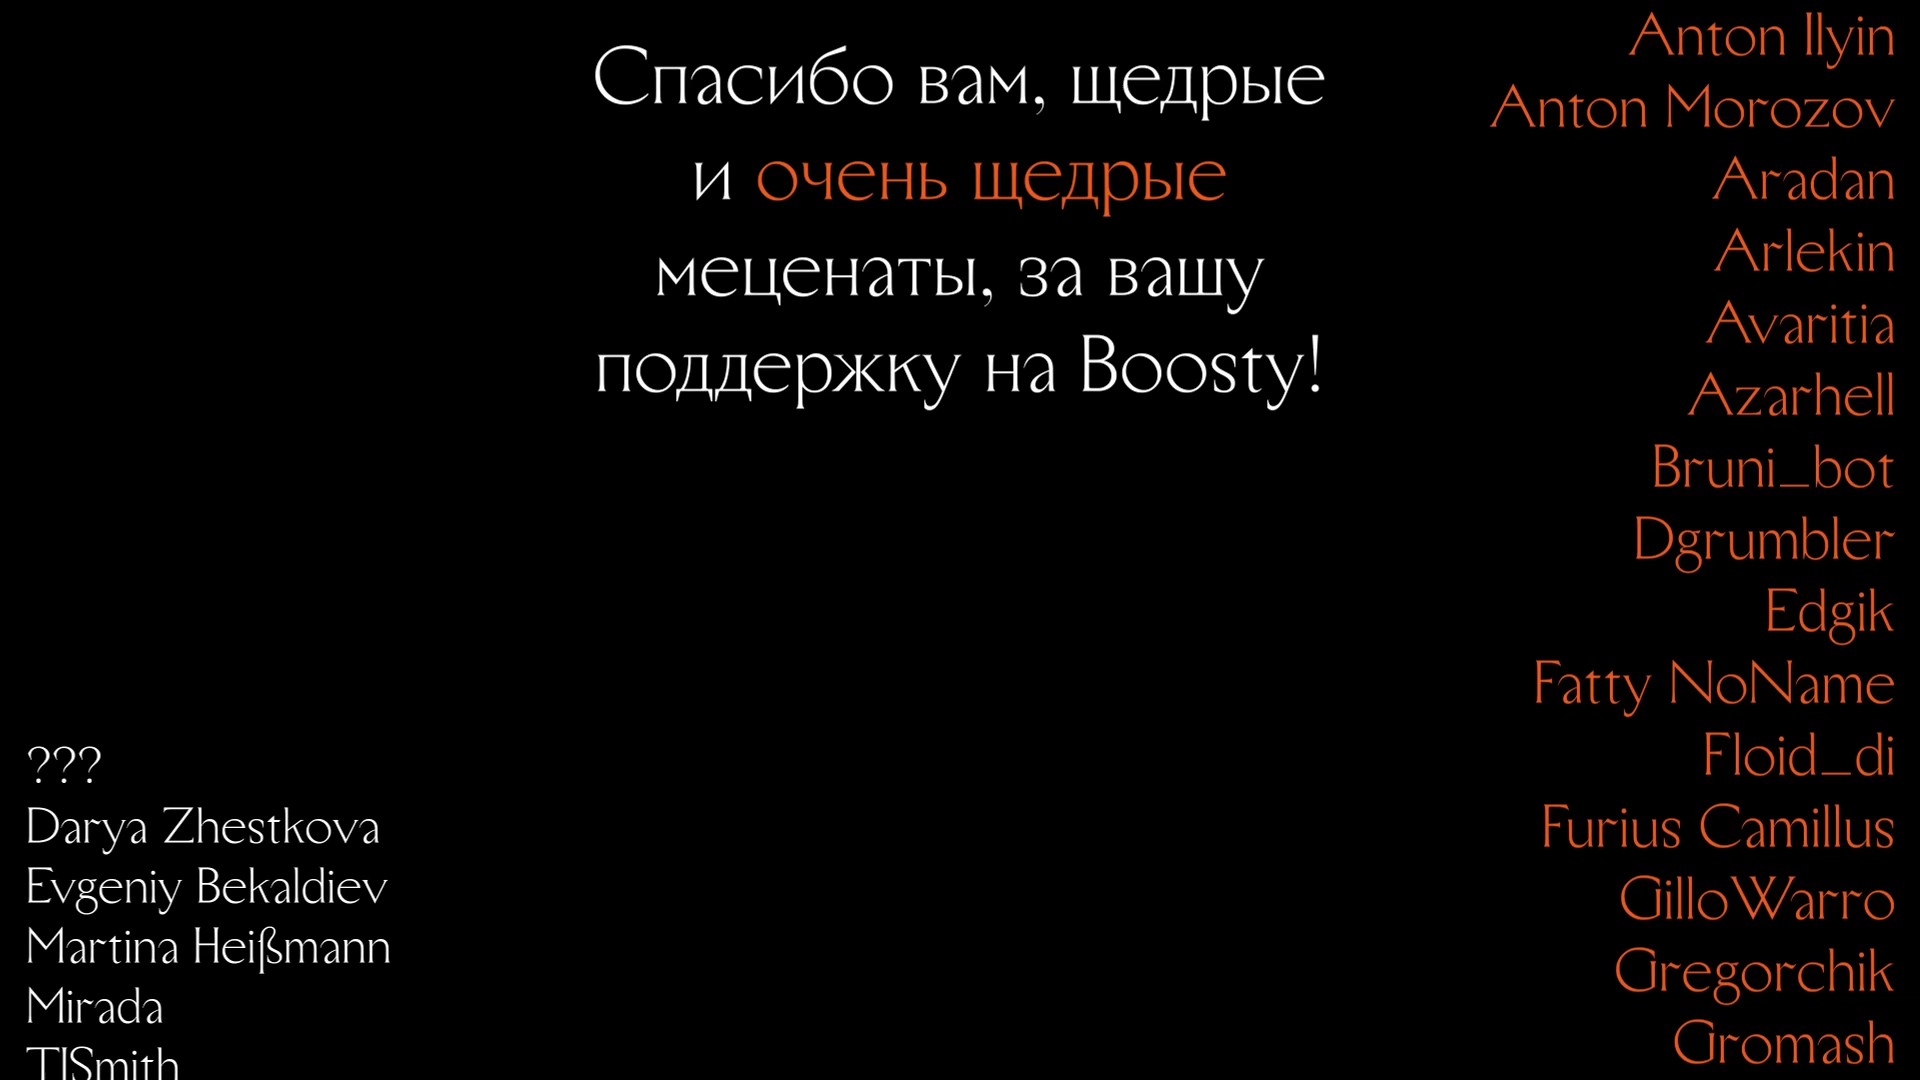 Спасибо вам, щедрые
и очень щедрые
меценаты, за вашу
поддержку на Boosty!
???
Darya Zhestkova
Evgeniy Bekaldiev
Martina Heißmann
Mirada
TJSmith
Anton Ilyin
Anton Morozov
Aradan
Arlekin
Avaritia
Azarhell
Bruni_bot
Dgrumbler
Edgik
Fatty NoName
Floid_di
Furius Camillus
GilloWarro
Gregorchik
Gromash